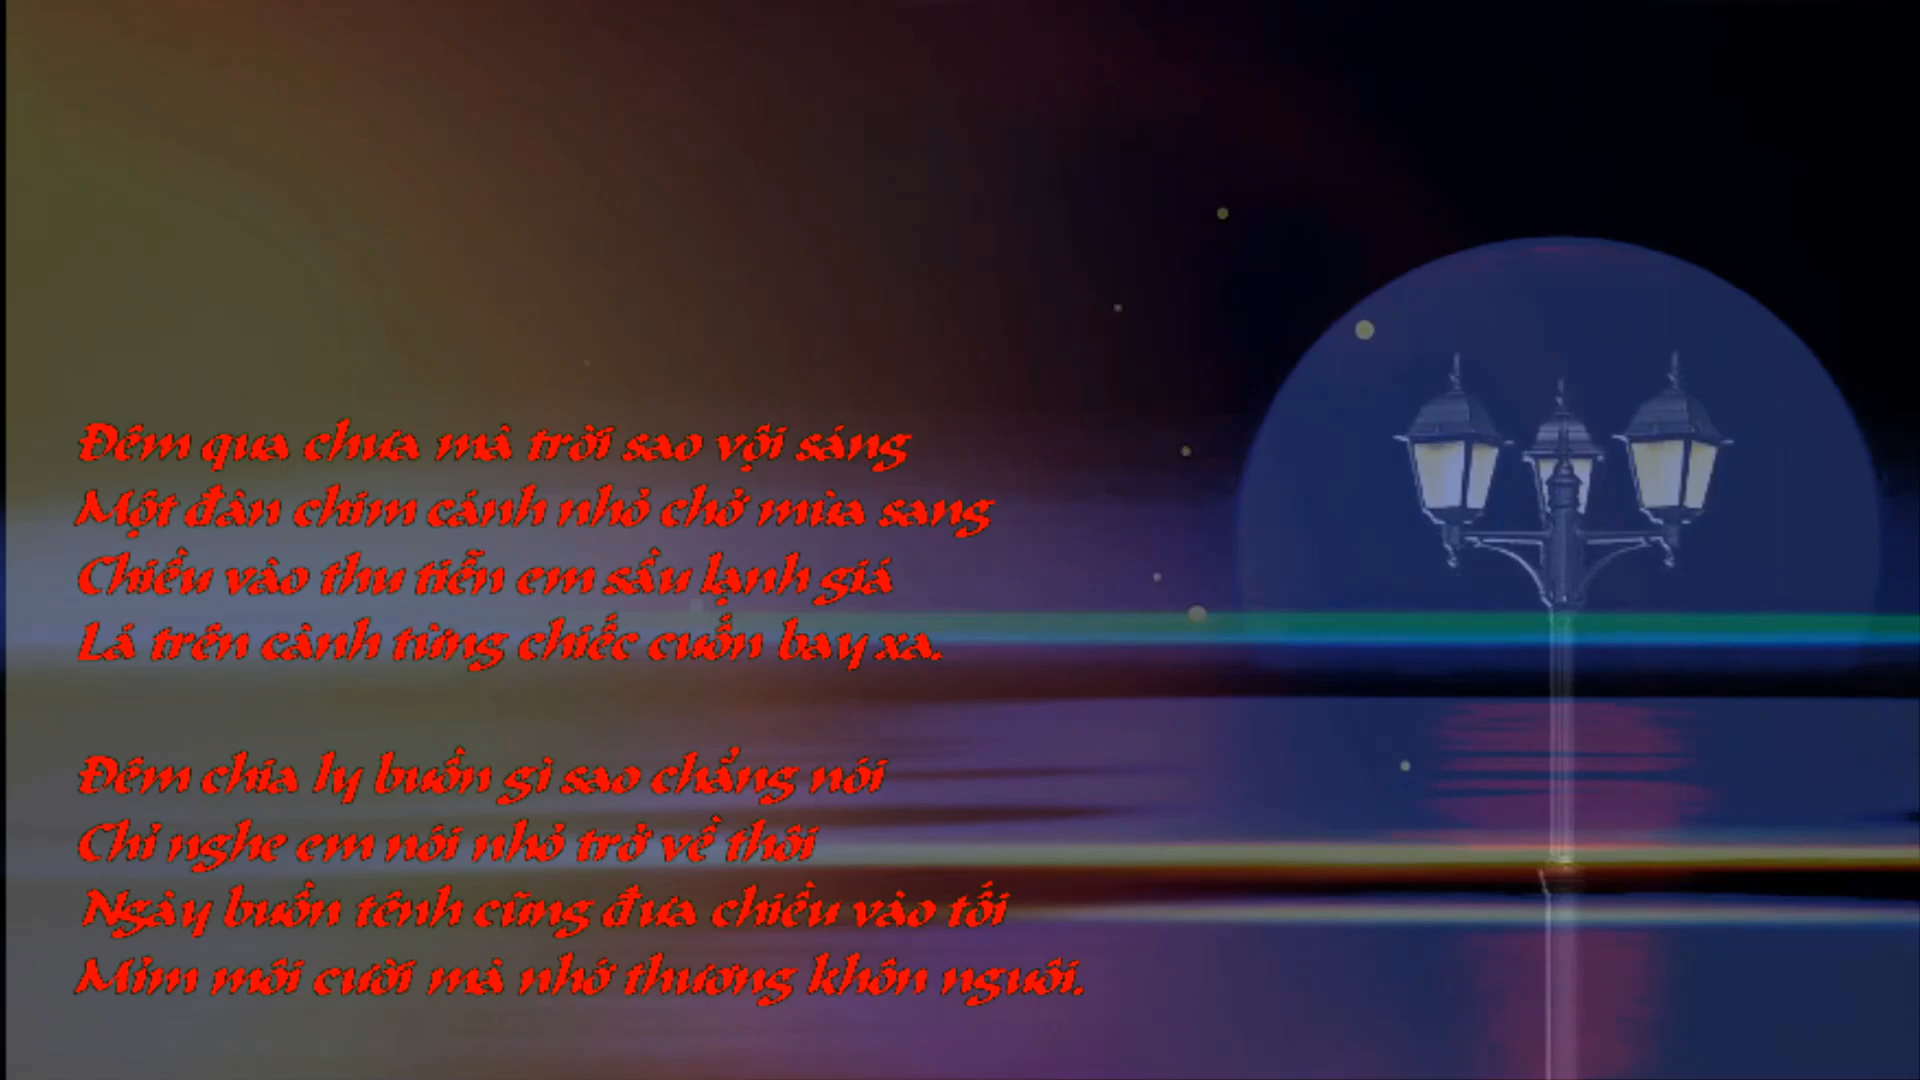 Đêm qua chưa mà trời sao vội sáng
Một đàn chim cánh nhỏ chở mùa sang
Chiều vào thu tiễn em sầu lạnh giá
Lá trên cành từng chiếc cuốn bay xa.
Đêm chia ly buồn gì sao chẳng nói
Chỉ nghe em nói nhỏ trở về thôi
Ngày buồn tênh cũng đưa chiều vào tối
Mỉm môi cười mà nhớ thương khôn nguôi.